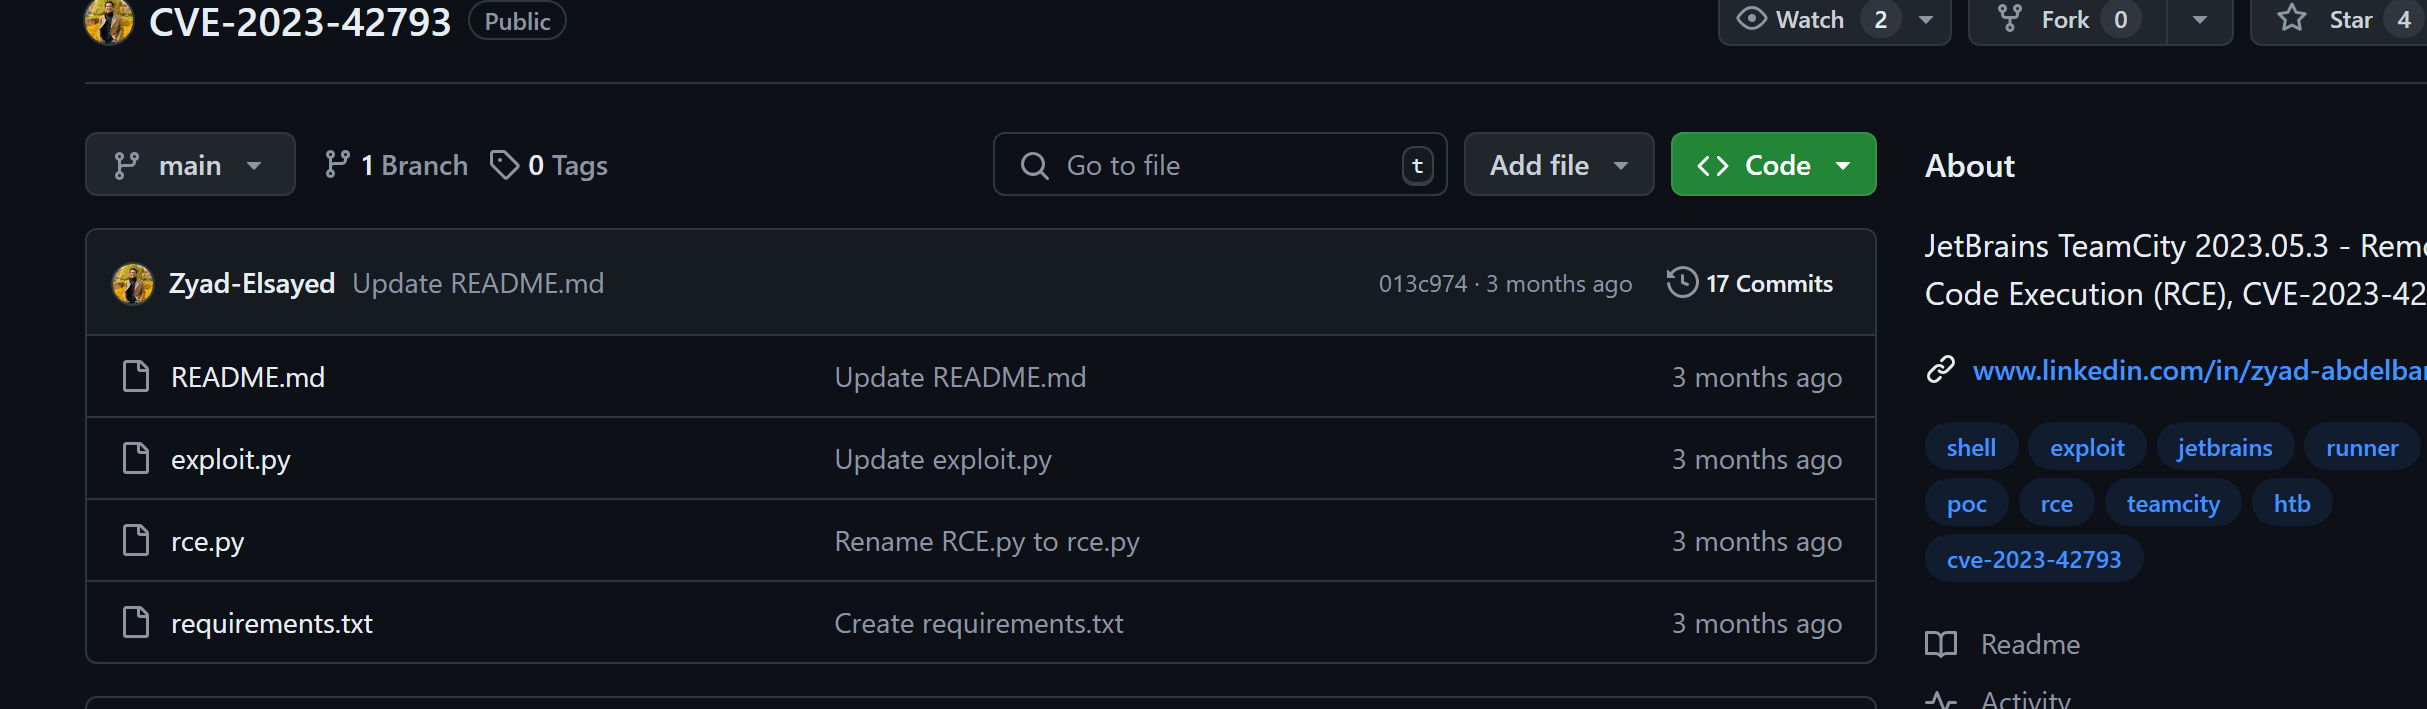 CVE-2023-42793 Public Watch 2 Fork 0 Star 4
main 1 Branch 0 Tags Go to file t Add file Code
About
JetBrains TeamCity 2023.05.3 - Remo
Code Execution (RCE), CVE-2023-42
Zyad-Elsayed Update README.md 013c974 · 3 months ago 17 Commits
README.md Update README.md 3 months ago
exploit.py Update exploit.py 3 months ago
rce.py Rename RCE.py to rce.py 3 months ago
requirements.txt Create requirements.txt 3 months ago
www.linkedin.com/in/zyad-abdelbar
shell exploit jetbrains runner
poc rce teamcity htb
cve-2023-42793
Readme
Activity